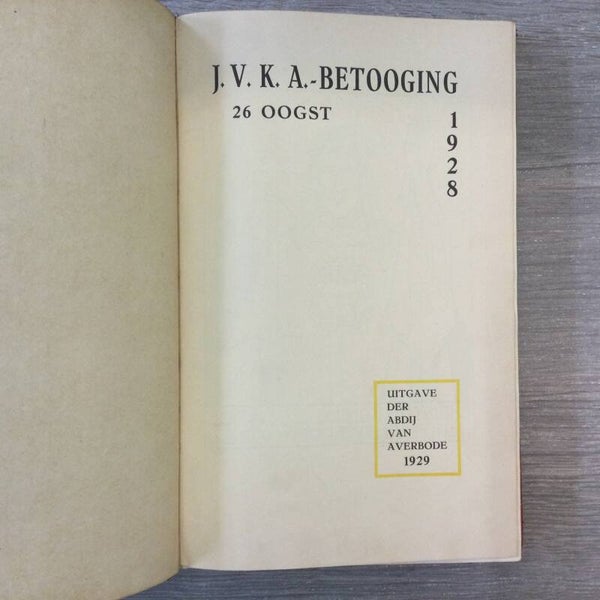 J. V. K. A.-BETOOGING
26 OOGST
1
9
2
8
UITGAVE
DER
ABDIJ
VAN
AVERBODE
1929